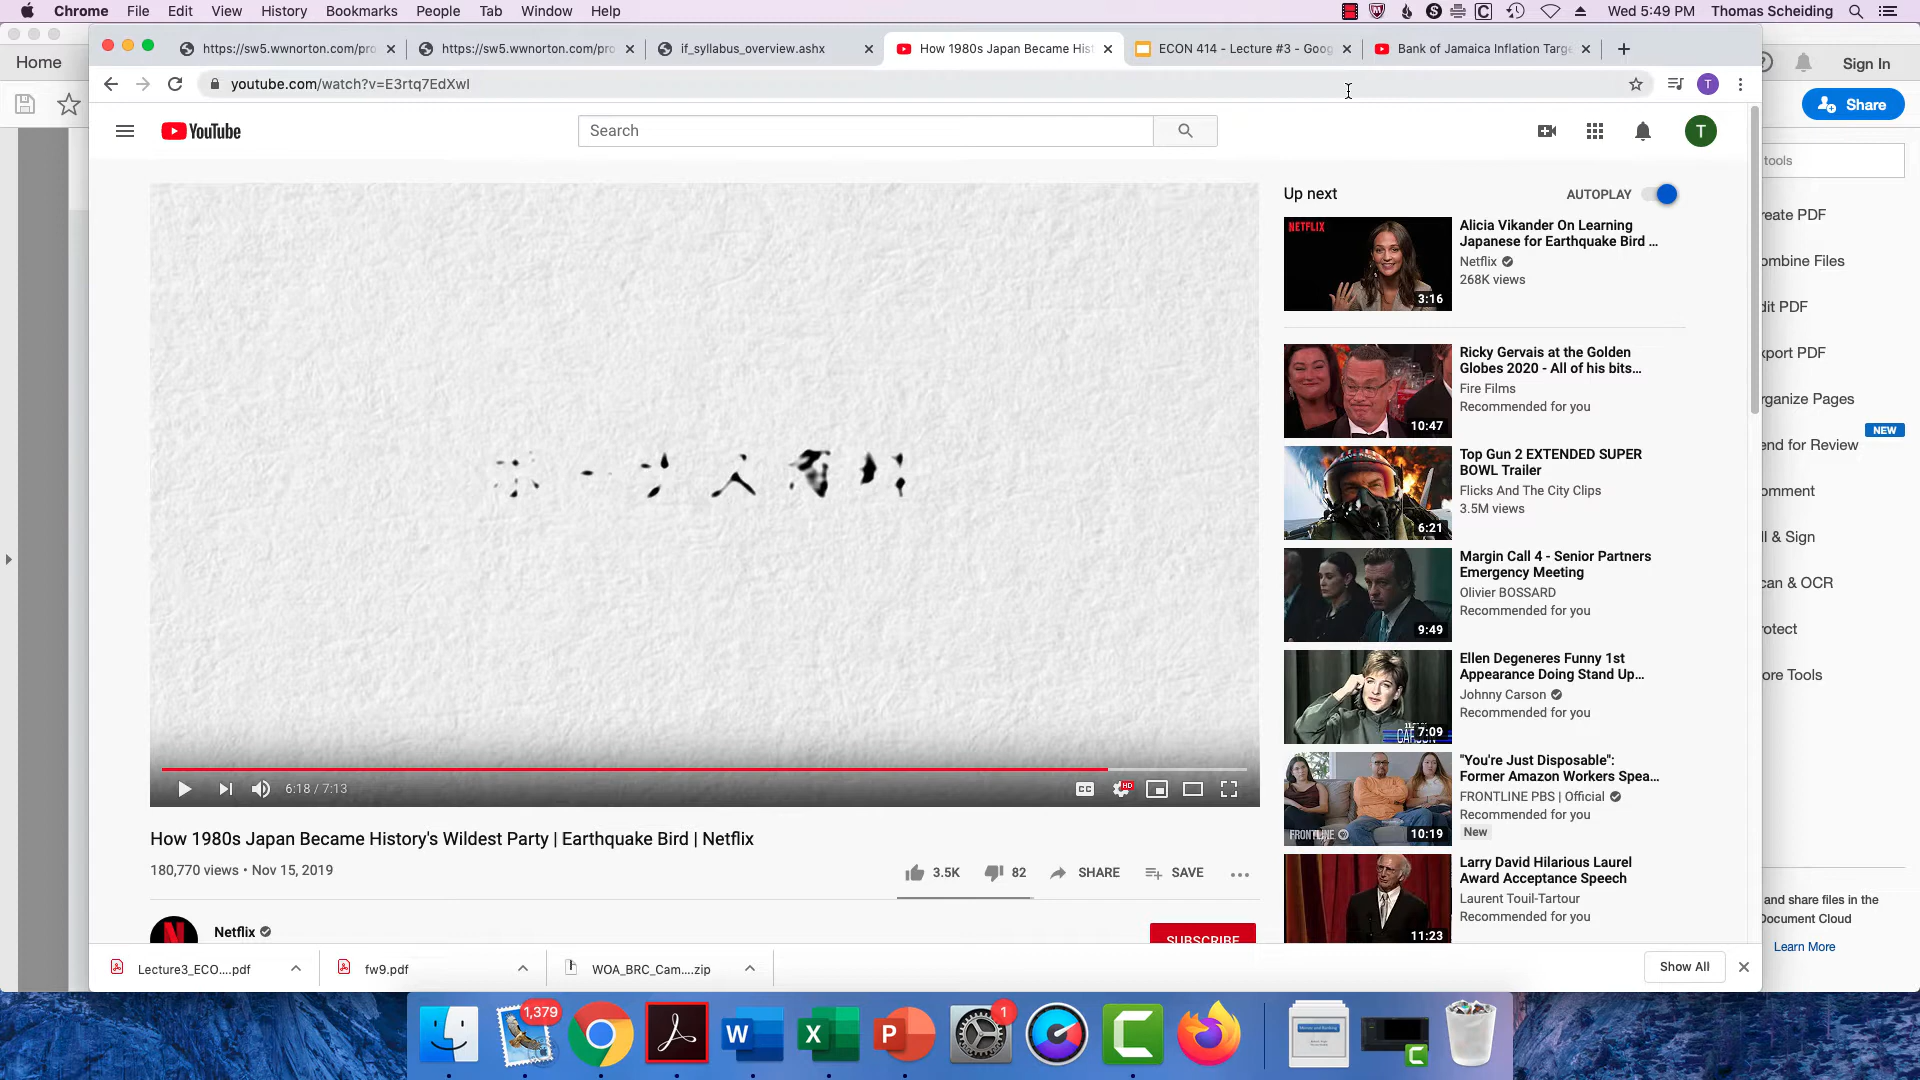 Chrome File Edit View History Bookmarks People Tab Window Help
Wed 5:49 PM Thomas Scheiding
https://sw5.wwnorton.com/pro
https://sw5.wwnorton.com/pro
if_syllabus_overview.ashx
How 1980s Japan Became Hist
ECON 414 - Lecture #3 - Goog
Bank of Jamaica Inflation Targe
Home
Sign In
youtube.com/watch?v=E3rtq7EdXwI
T
Share
YouTube
Search
T
tools
Up next
AUTOPLAY
NETFLIX
3:16
Alicia Vikander On Learning
Japanese for Earthquake Bird ...
Netflix
268K views
10:47
Ricky Gervais at the Golden
Globes 2020 - All of his bits...
Fire Films
Recommended for you
6:21
Top Gun 2 EXTENDED SUPER
BOWL Trailer
Flicks And The City Clips
3.5M views
9:49
Margin Call 4 - Senior Partners
Emergency Meeting
Olivier BOSSARD
Recommended for you
CARSON
7:09
Ellen Degeneres Funny 1st
Appearance Doing Stand Up...
Johnny Carson
Recommended for you
FRONTLINE
10:19
"You're Just Disposable":
Former Amazon Workers Spea...
FRONTLINE PBS | Official
Recommended for you
New
11:23
Larry David Hilarious Laurel
Award Acceptance Speech
Laurent Touil-Tartour
Recommended for you
reate PDF
ombine Files
dit PDF
xport PDF
rganize Pages
NEW
end for Review
omment
ll & Sign
can & OCR
rotect
ore Tools
and share files in the
Document Cloud
Learn More
6:18 / 7:13
CC
HD
How 1980s Japan Became History's Wildest Party | Earthquake Bird | Netflix
180,770 views • Nov 15, 2019
3.5K
82
SHARE
SAVE
N
Netflix
SUBSCRIBE
Lecture3_ECO....pdf
fw9.pdf
WOA_BRC_Cam....zip
Show All
1,379
W
X
P
1
C
C